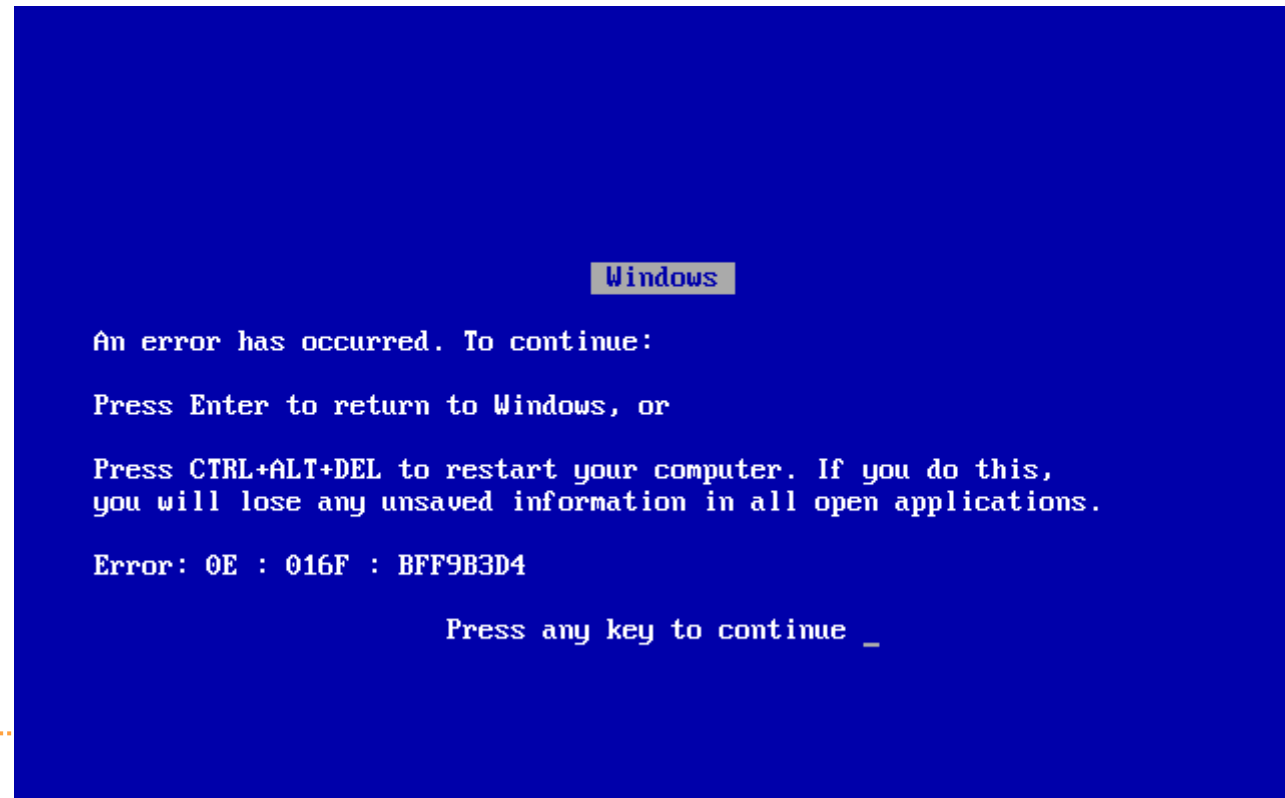 Windows
An error has occurred. To continue:
Press Enter to return to Windows, or
Press CTRL+ALT+DEL to restart your computer. If you do this,
you will lose any unsaved information in all open applications.
Error: 0E : 016F : BFF9B3D4
Press any key to continue _